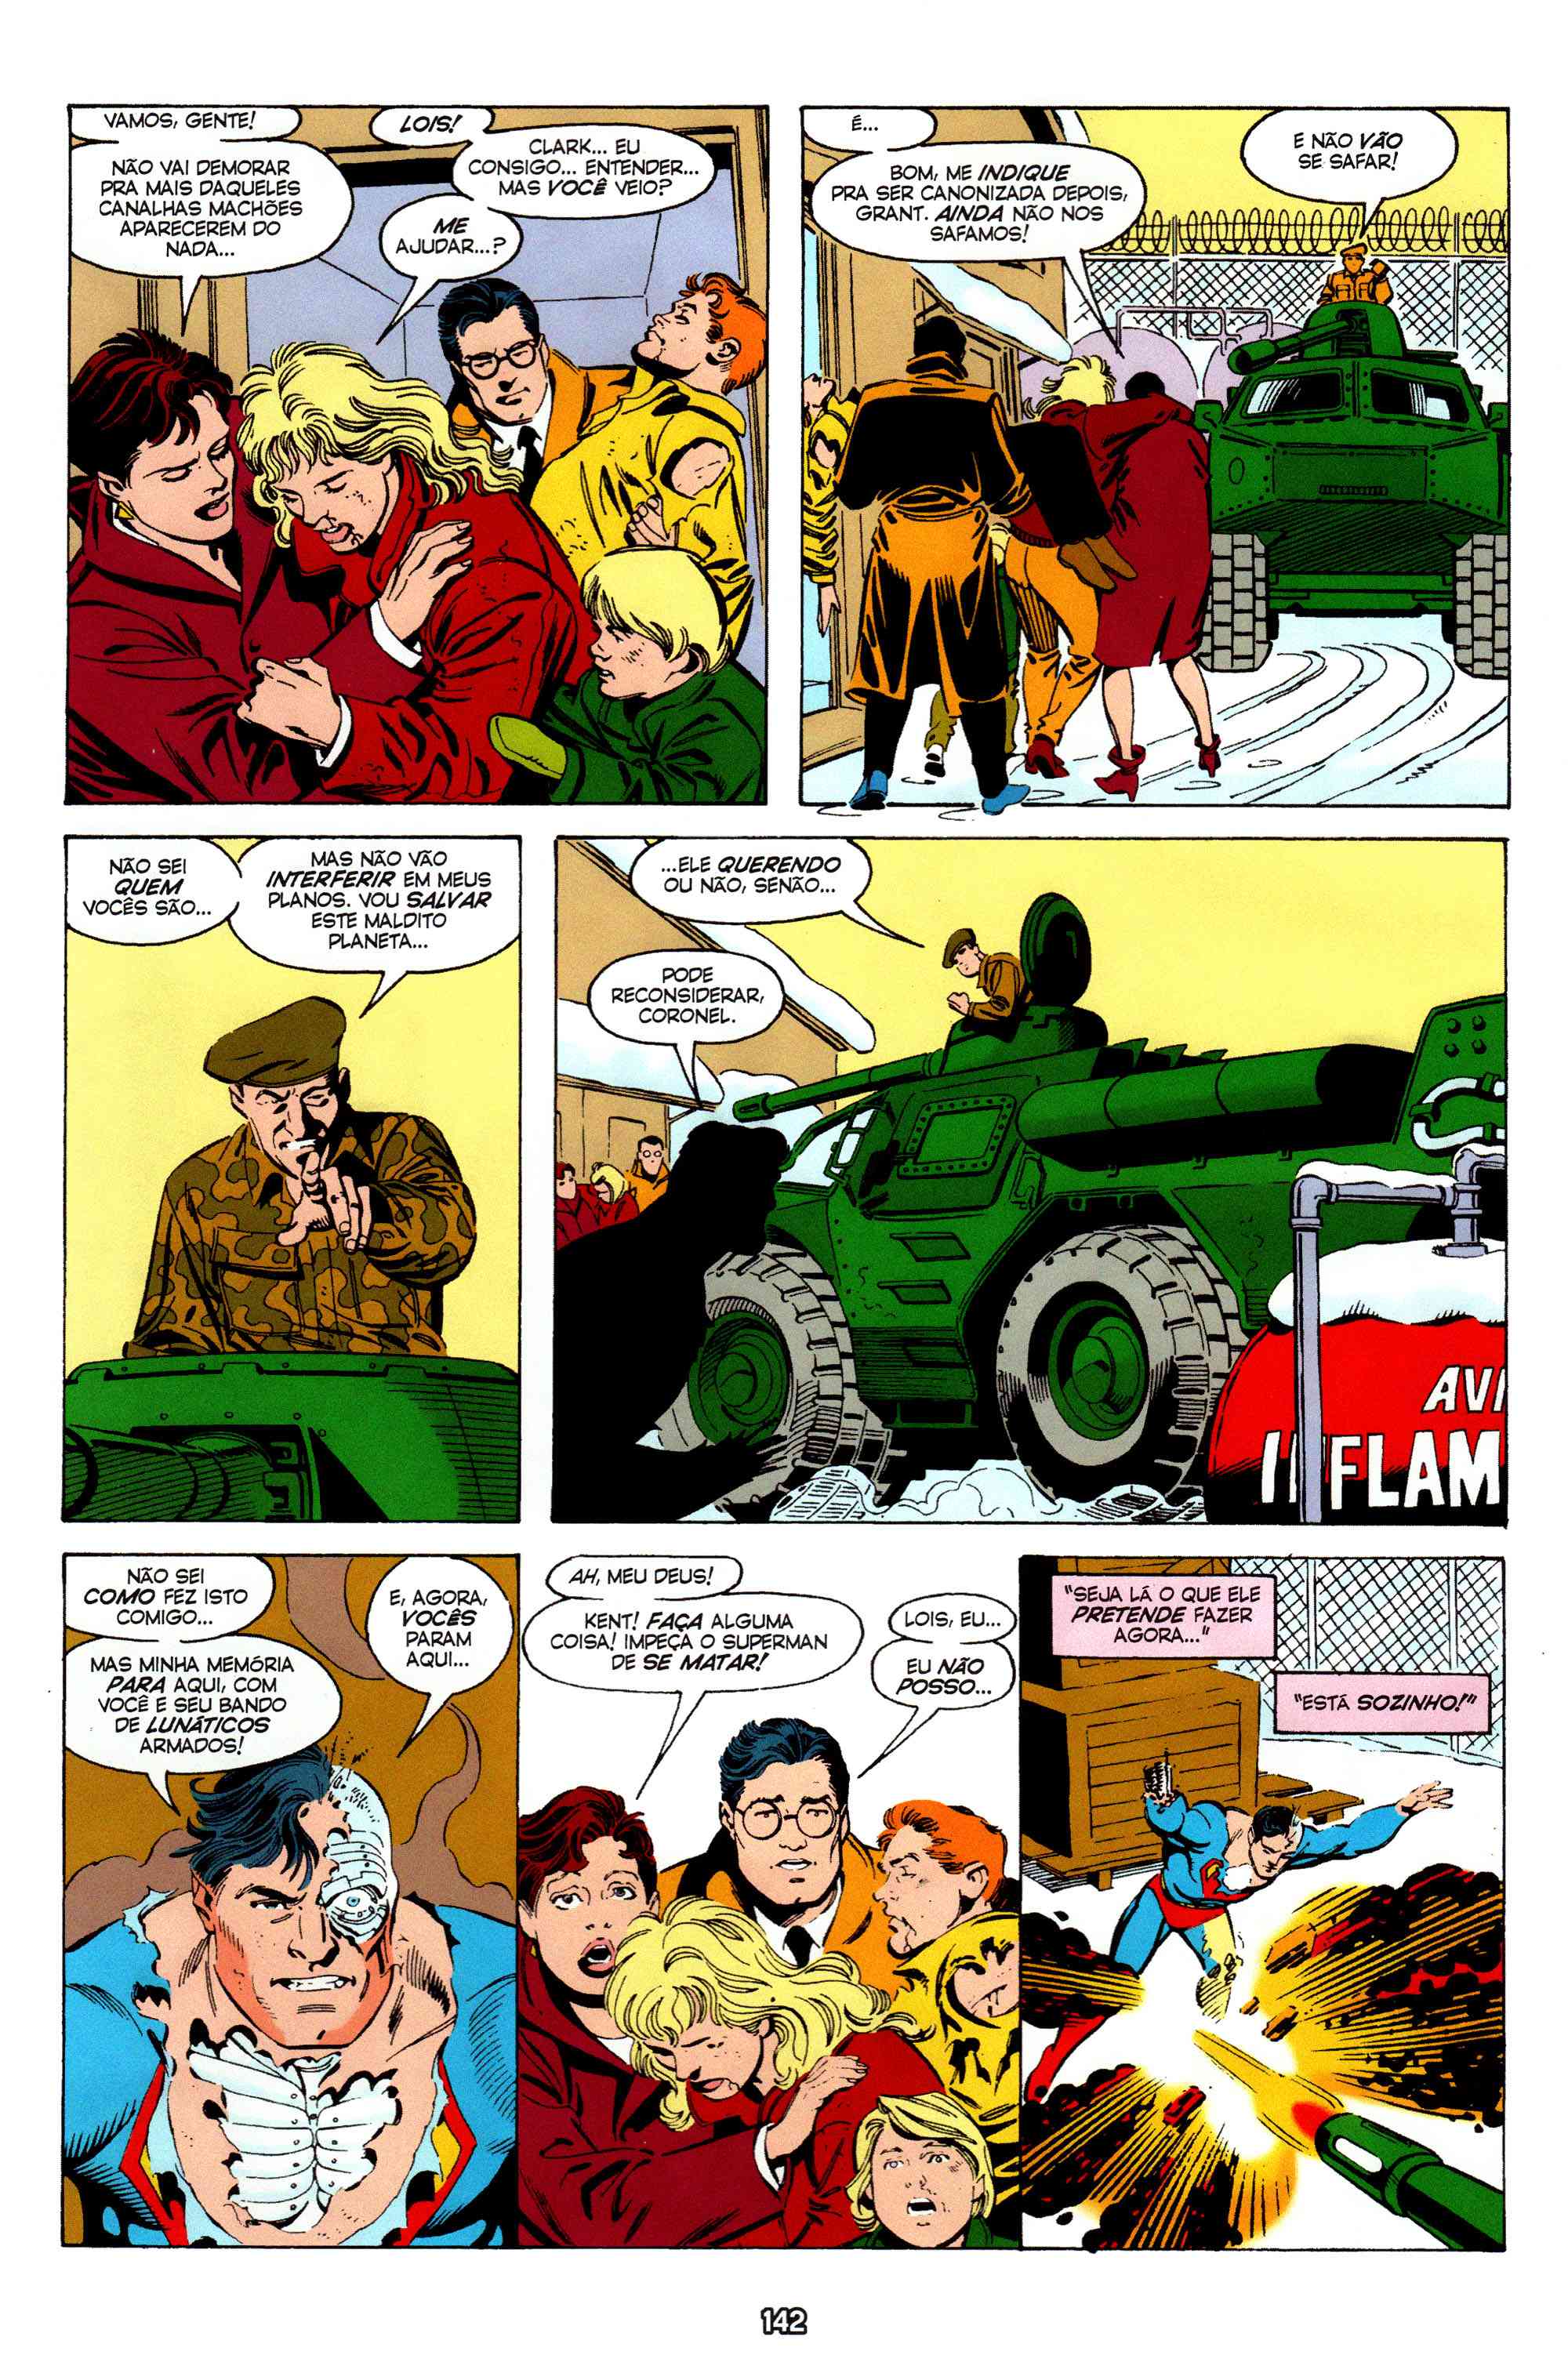 VAMOS, GENTE!
NÃO VAI DEMORAR
PRA MAIS DAQUELES
CANALHAS MACHÕES
APARECEREM DO
NADA...
LOIS!
CLARK... EU
CONSIGO... ENTENDER...
MAS VOCÊ VEIO?
ME
AJUDAR...?
É...
BOM, ME INDIQUE
PRA SER CANONIZADA DEPOIS,
GRANT. AINDA NÃO NOS
SAFAMOS!
E NÃO VÃO
SE SAFAR!
NÃO SEI
QUEM
VOCÊS SÃO...
MAS NÃO VÃO
INTERFERIR EM MEUS
PLANOS. VOU SALVAR
ESTE MALDITO
PLANETA...
...ELE QUERENDO
OU NÃO, SENÃO...
PODE
RECONSIDERAR,
CORONEL.
AVI
INFLAM
NÃO SEI
COMO FEZ ISTO
COMIGO...
MAS MINHA MEMÓRIA
PARA AQUI, COM
VOCÊ E SEU BANDO
DE LUNÁTICOS
ARMADOS!
E, AGORA,
VOCÊS
PARAM
AQUI...
AH, MEU DEUS!
KENT! FAÇA ALGUMA
COISA! IMPEÇA O SUPERMAN
DE SE MATAR!
LOIS, EU...
EU NÃO
POSSO...
"SEJA LÁ O QUE ELE
PRETENDE FAZER
AGORA..."
"ESTÁ SOZINHO!"
142